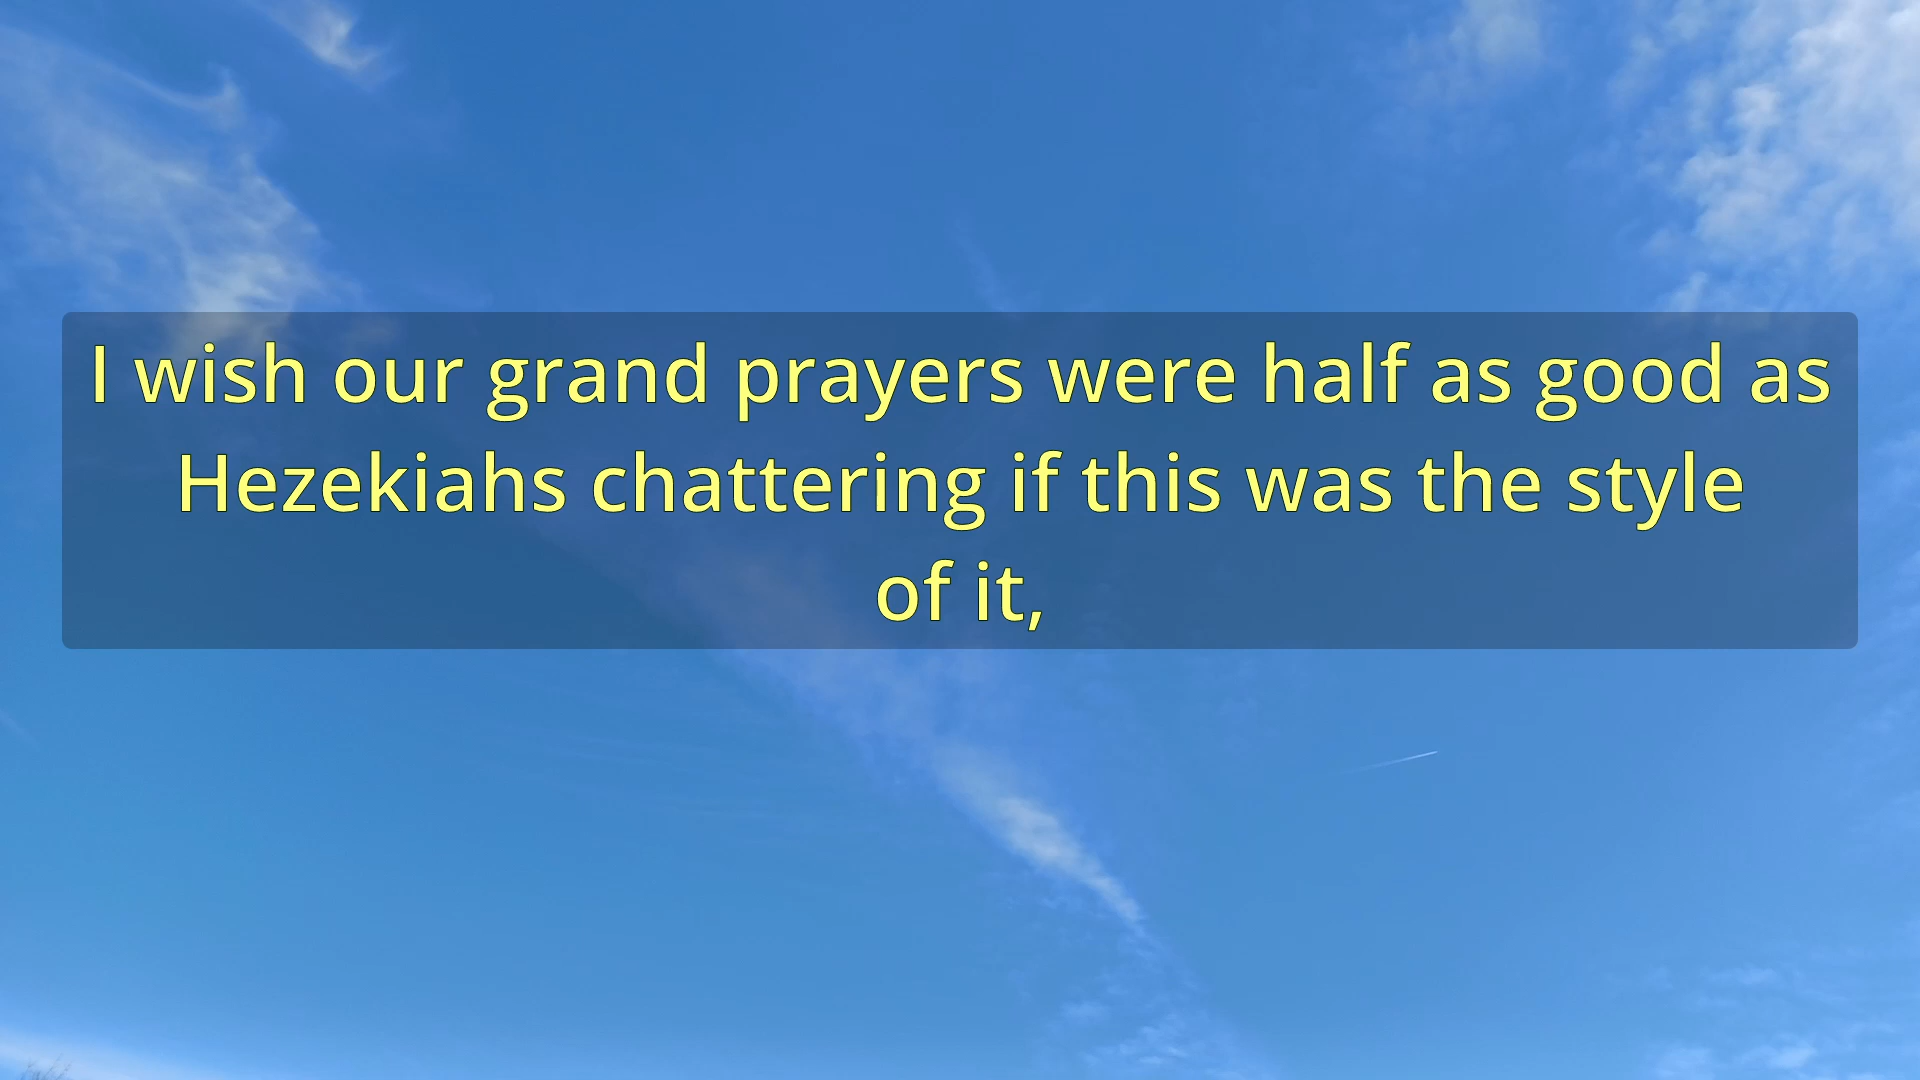 I wish our grand prayers were half as good as
Hezekiahs chattering if this was the style
of it,